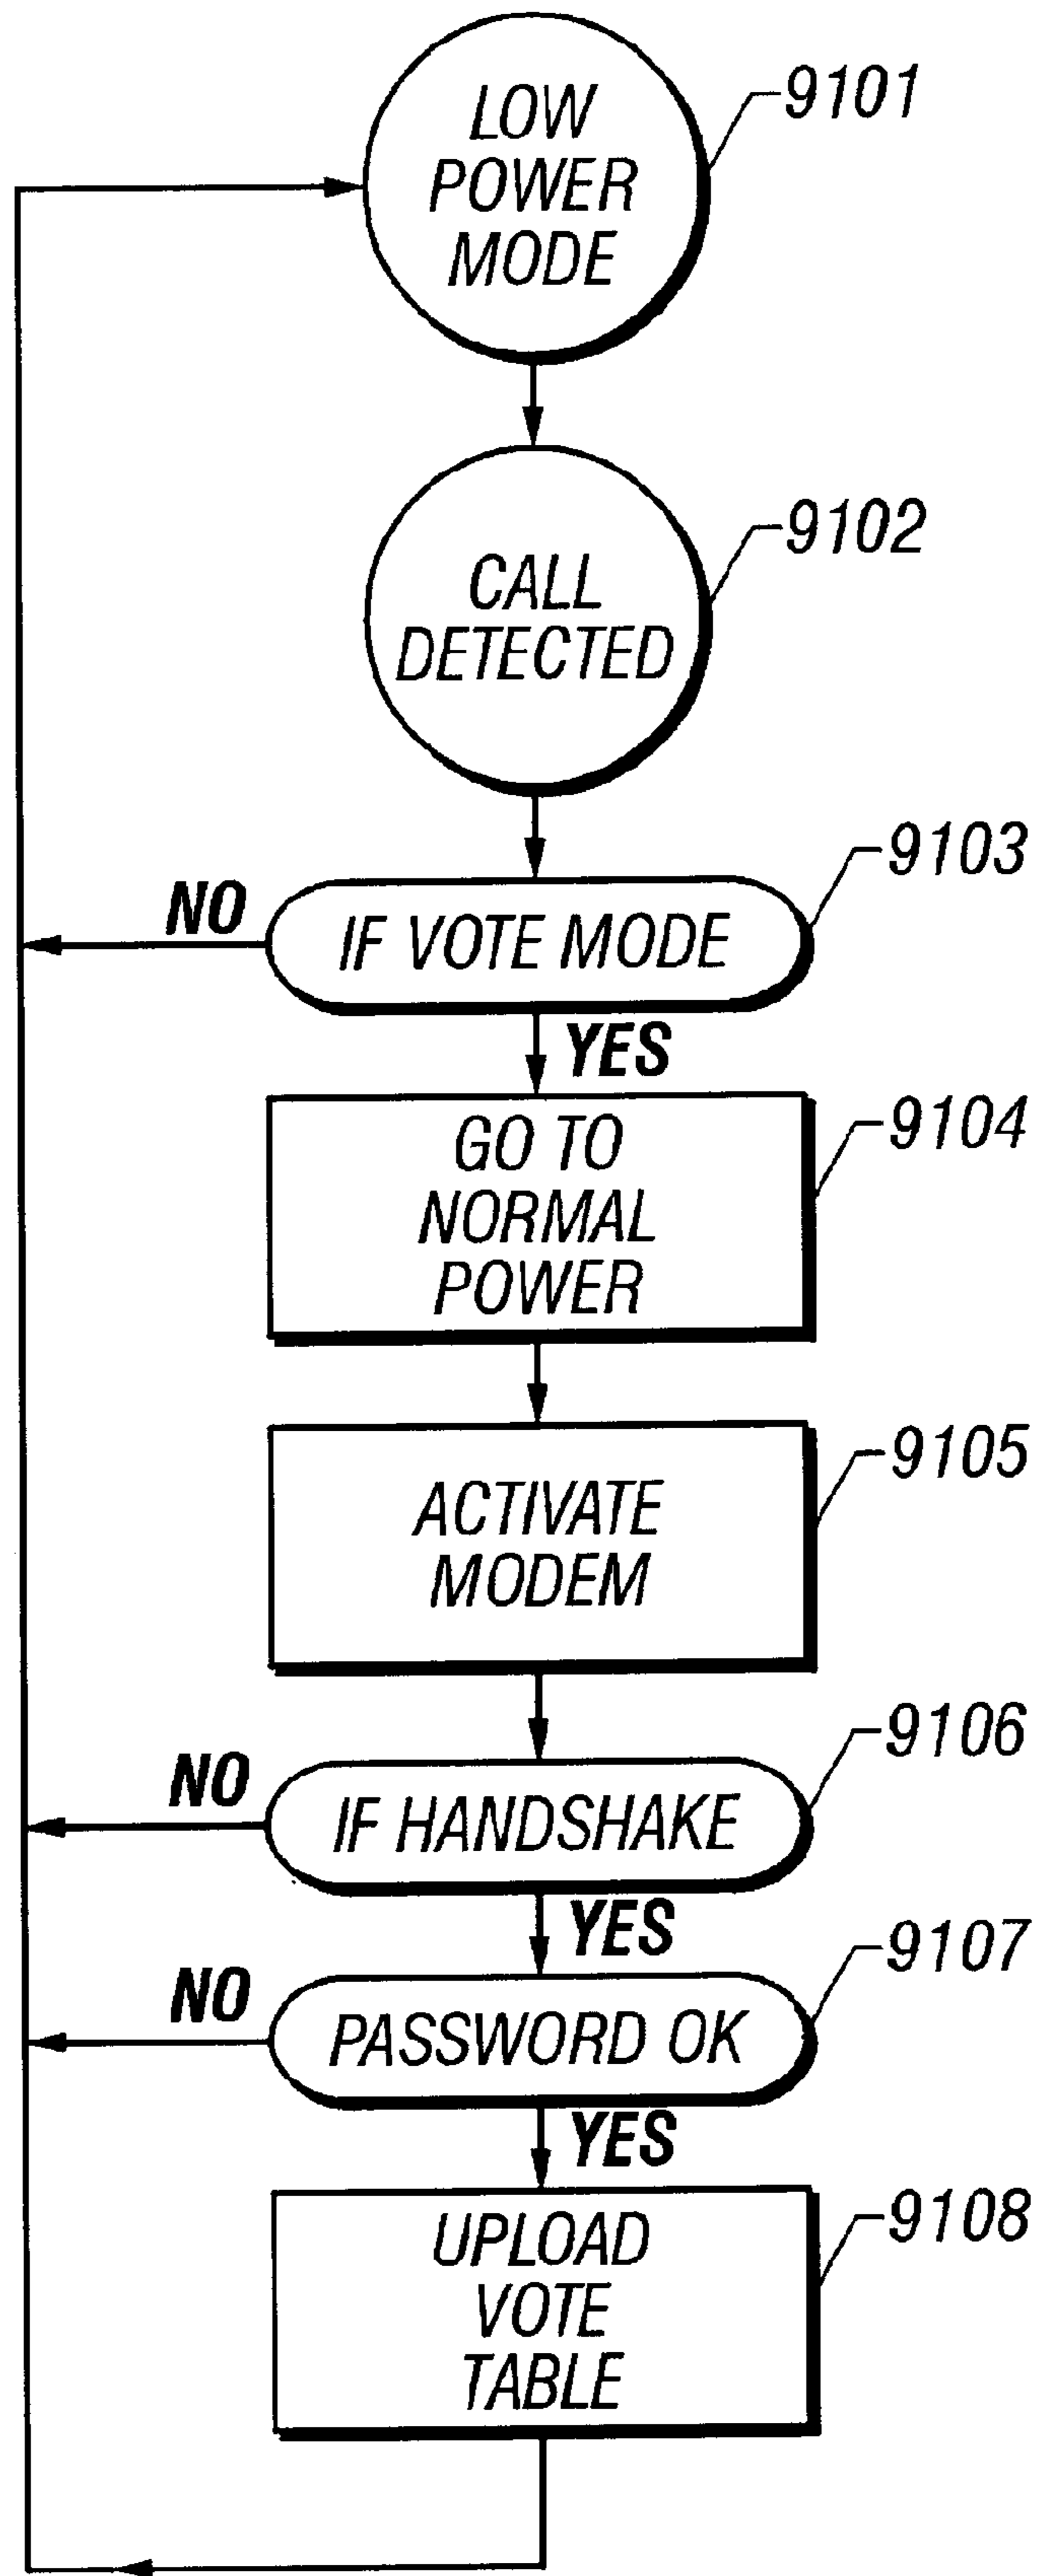 LOW
POWER
MODE
9101
CALL
DETECTED
9102
IF VOTE MODE
9103
NO
YES
GO TO
NORMAL
POWER
9104
ACTIVATE
MODEM
9105
IF HANDSHAKE
9106
NO
YES
PASSWORD OK
9107
NO
YES
UPLOAD
VOTE
TABLE
9108